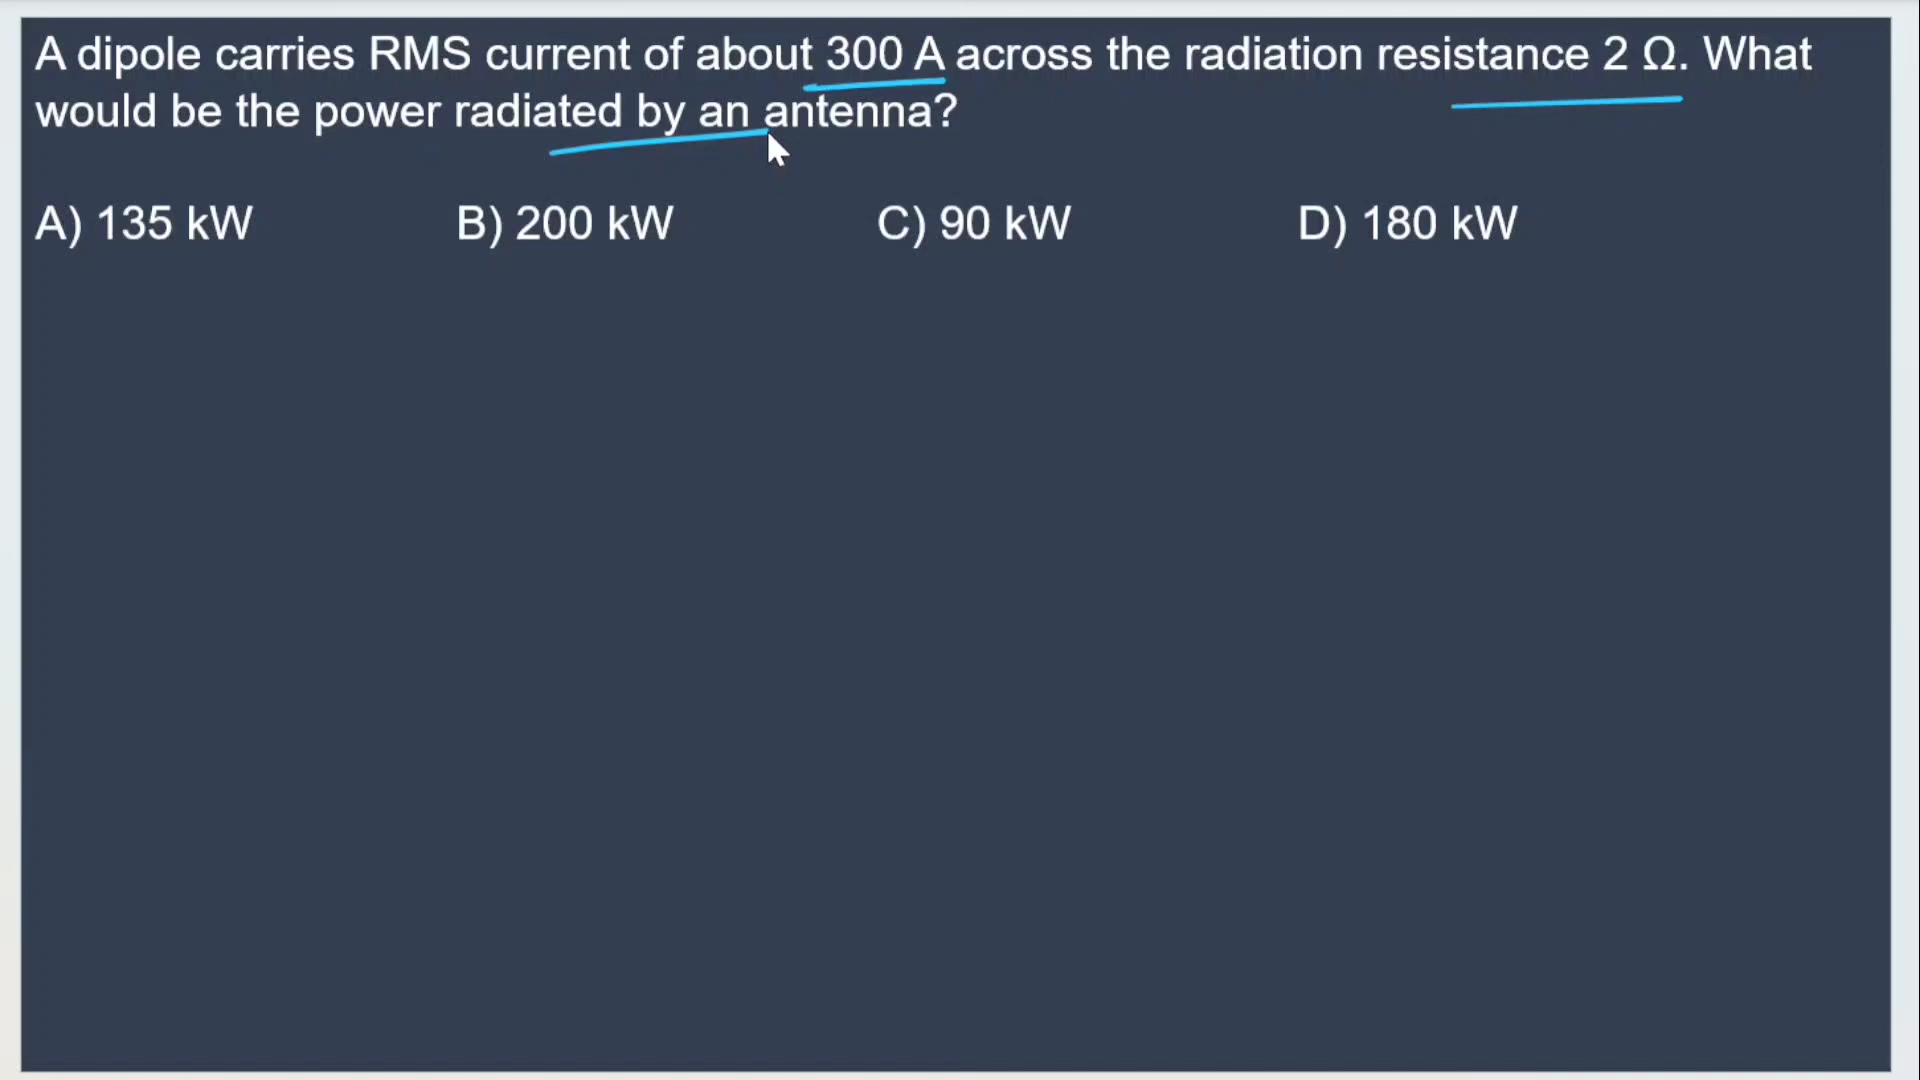 A dipole carries RMS current of about 300 A across the radiation resistance 2 Ω. What
would be the power radiated by an antenna?
A) 135 kW B) 200 kW C) 90 kW D) 180 kW